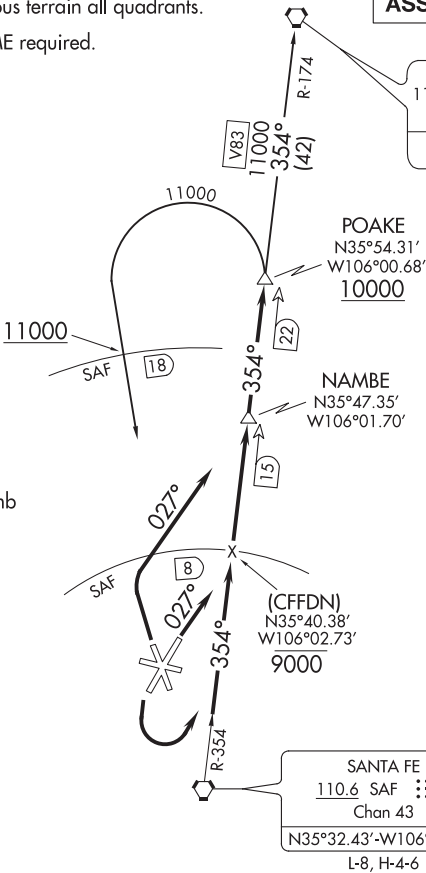 ous terrain all quadrants.
ASS
ME required.
R-174
11
V83
11000
354°
(42)
11000
POAKE
N35°54.31'
W106°00.68'
10000
22
11000
SAF
18
354°
NAMBE
N35°47.35'
W106°01.70'
15
027°
mb
SAF
8
027°
X
(CFFDN)
N35°40.38'
W106°02.73'
9000
354°
R-354
SANTA FE
110.6 SAF
Chan 43
N35°32.43'-W106°
L-8, H-4-6